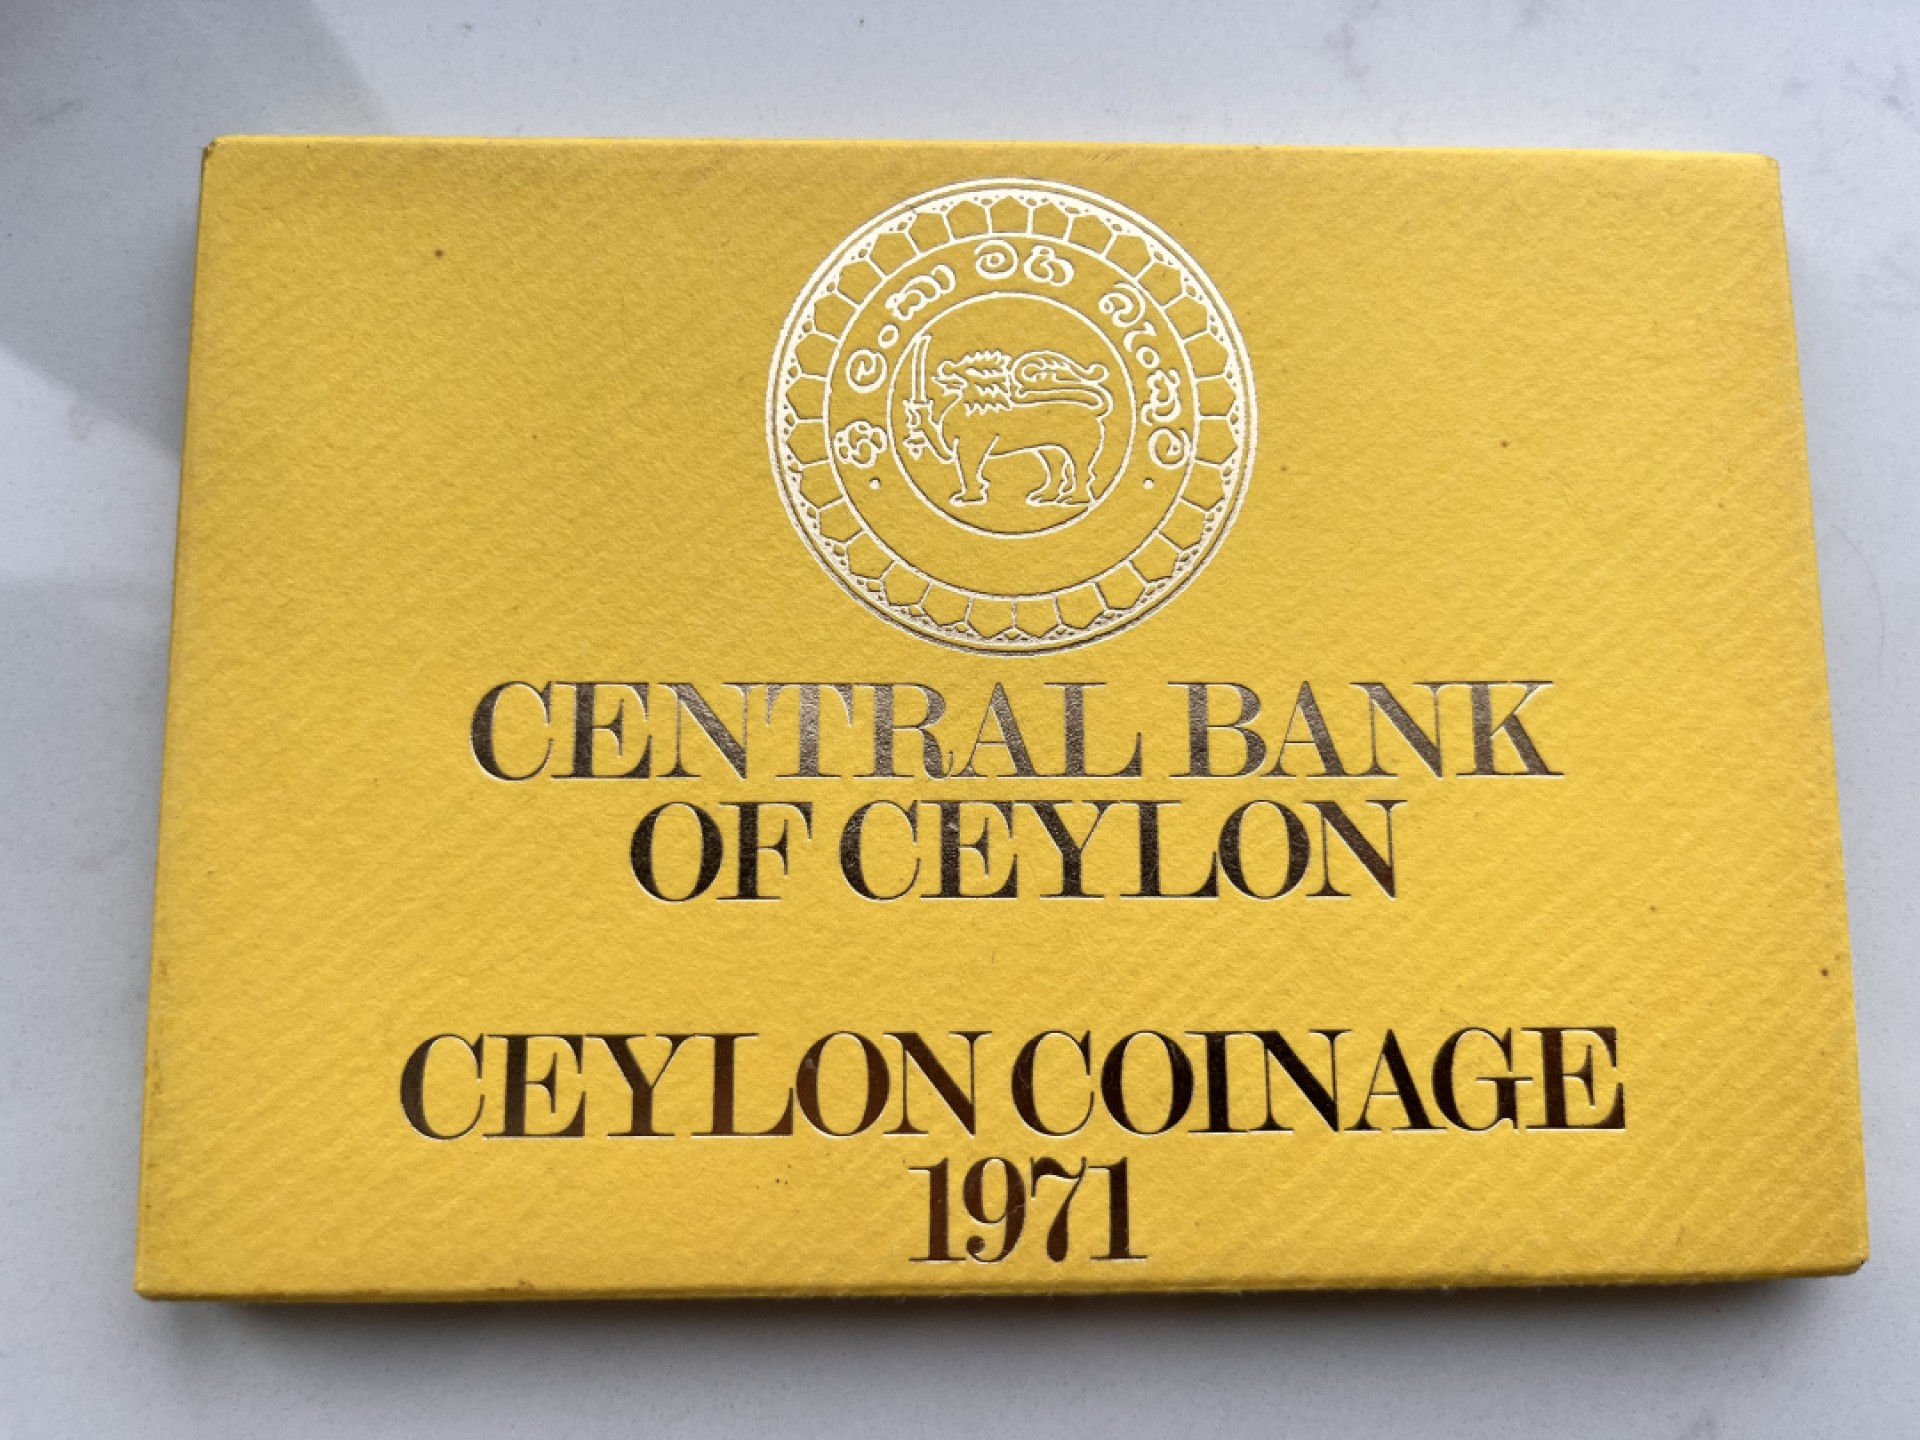 CENTRAL BANK
OF CEYLON
CEYLON COINAGE
1971